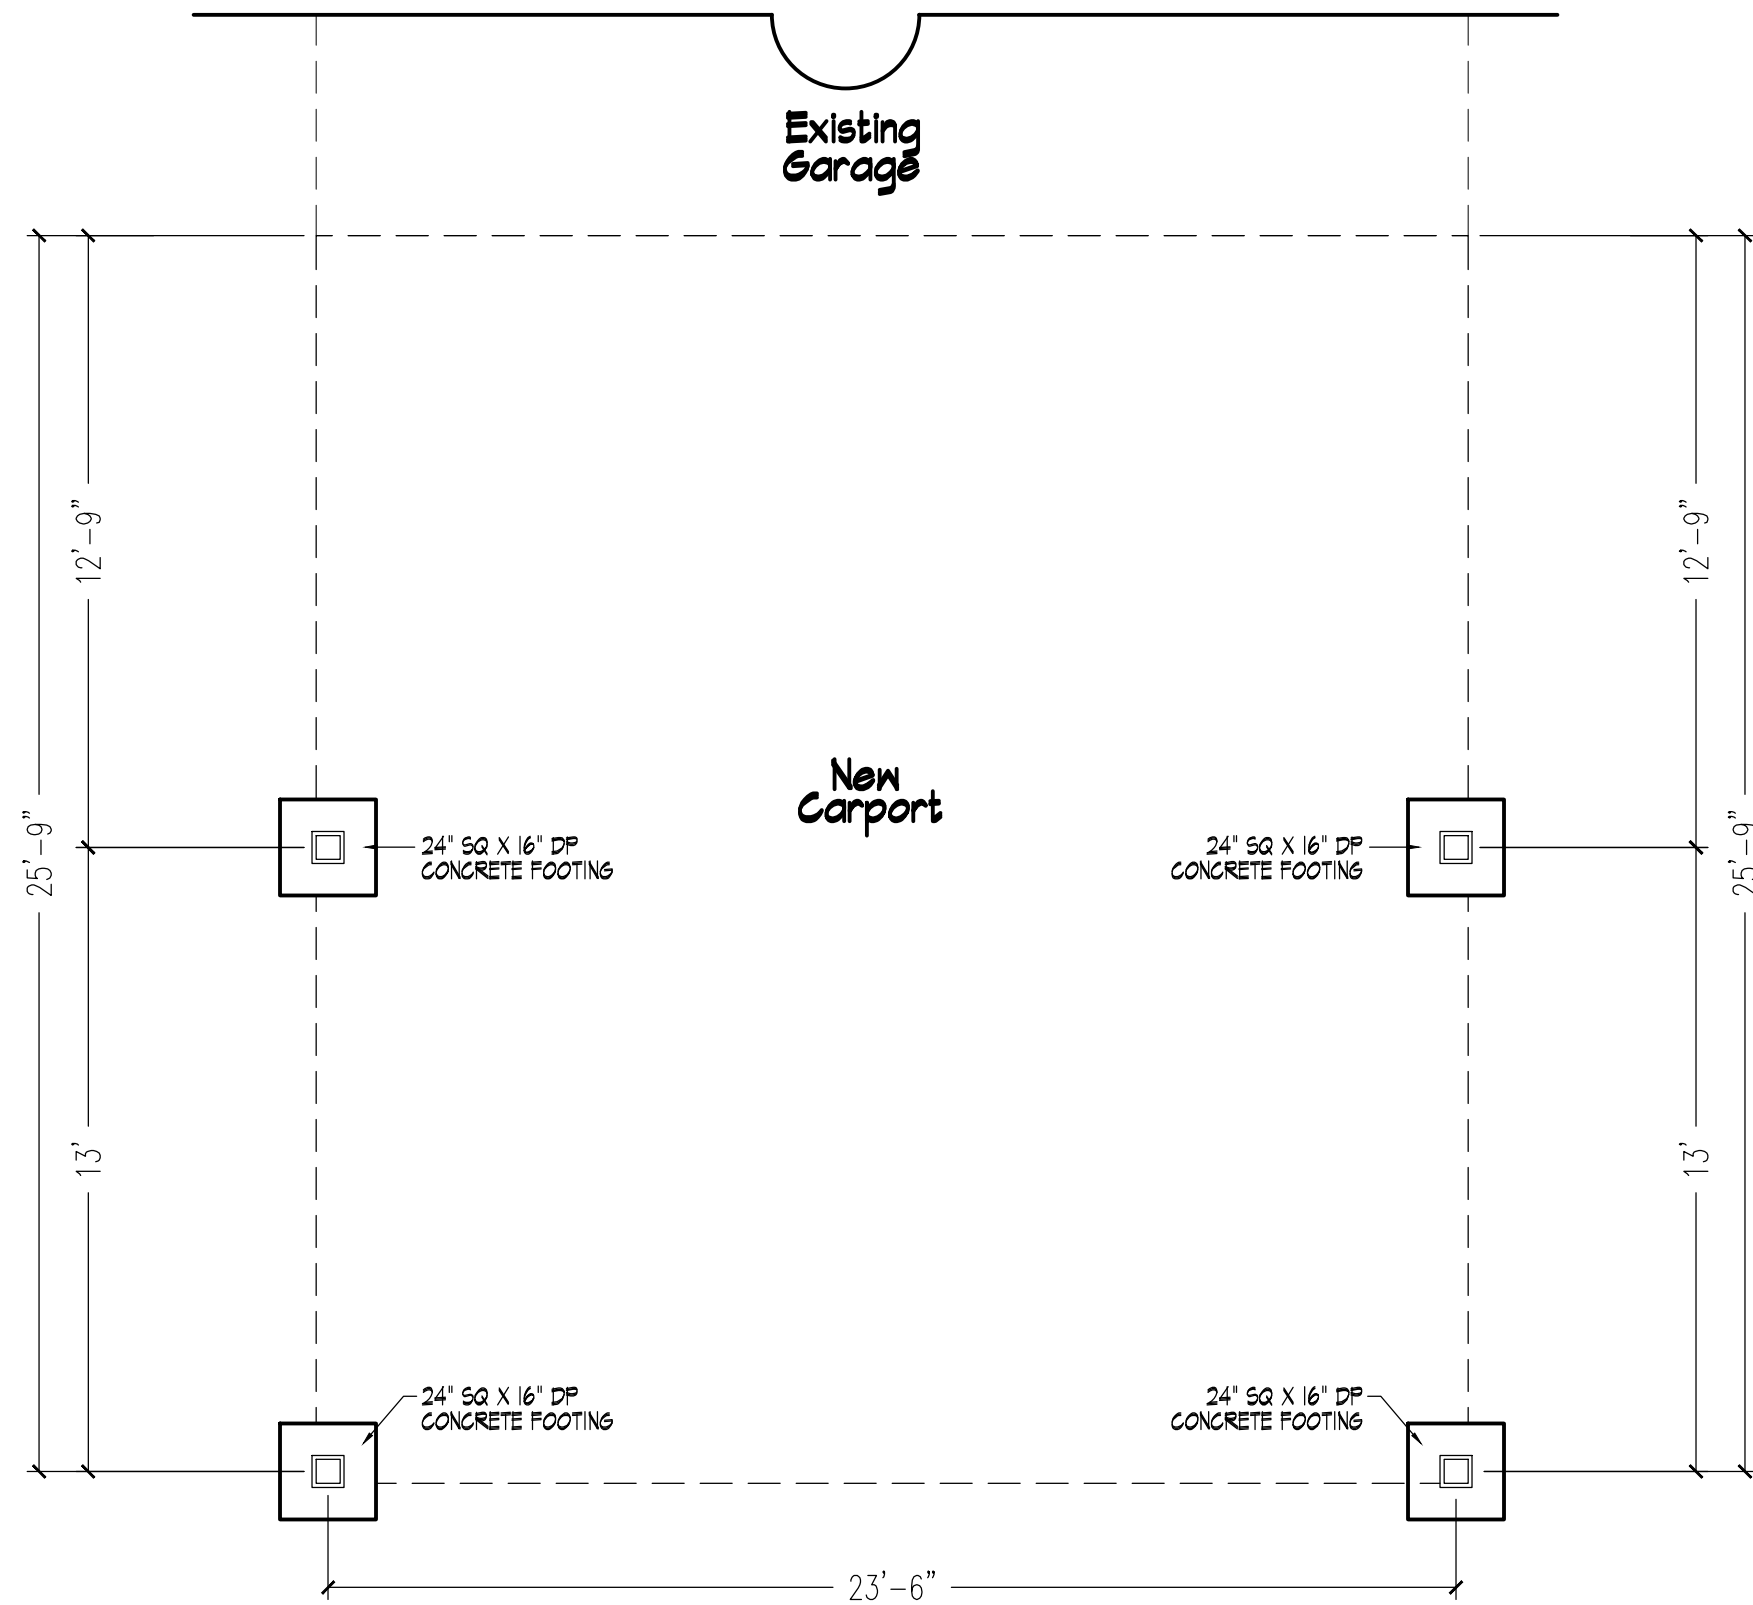 Existing
Garage
12'-9"
12'-9"
New
Carport
25'-9"
24" SQ X 16" DP
CONCRETE FOOTING
24" SQ X 16" DP
CONCRETE FOOTING
25'-9"
13'
13'
24" SQ X 16" DP
CONCRETE FOOTING
24" SQ X 16" DP
CONCRETE FOOTING
23'-6"